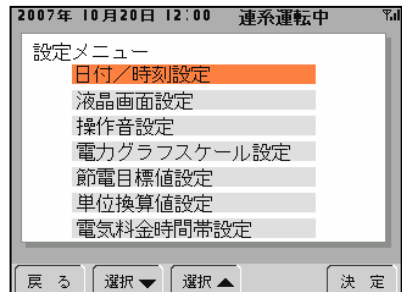 2007年 10月20日 12:00 連系運転中
設定メニュー
日付／時刻設定
液晶画面設定
操作音設定
電力グラフスケール設定
節電目標値設定
単位換算値設定
電気料金時間帯設定
戻る 選択▼ 選択▲ 決定